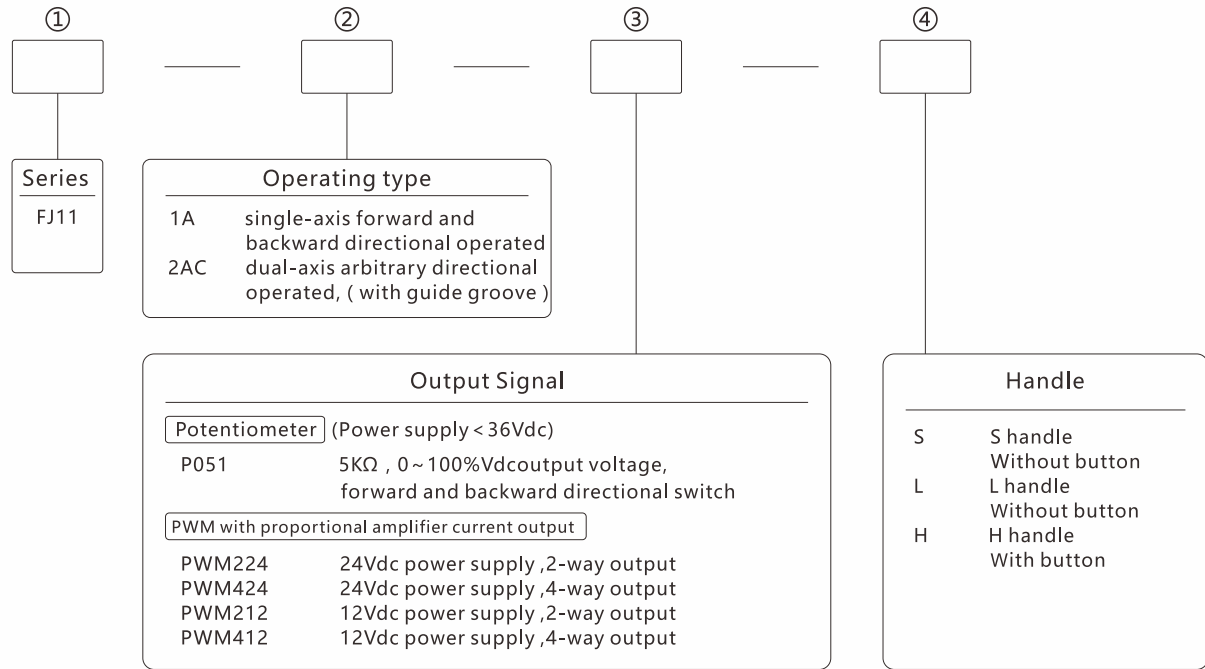 ① ② ③ ④
Series
FJ11
Operating type
1A single-axis forward and
backward directional operated
2AC dual-axis arbitrary directional
operated, ( with guide groove )
Output Signal
Potentiometer (Power supply < 36Vdc)
P051 5KΩ , 0~100%Vdcoutput voltage,
forward and backward directional switch
PWM with proportional amplifier current output
PWM224 24Vdc power supply ,2-way output
PWM424 24Vdc power supply ,4-way output
PWM212 12Vdc power supply ,2-way output
PWM412 12Vdc power supply ,4-way output
Handle
S S handle
Without button
L L handle
Without button
H H handle
With button